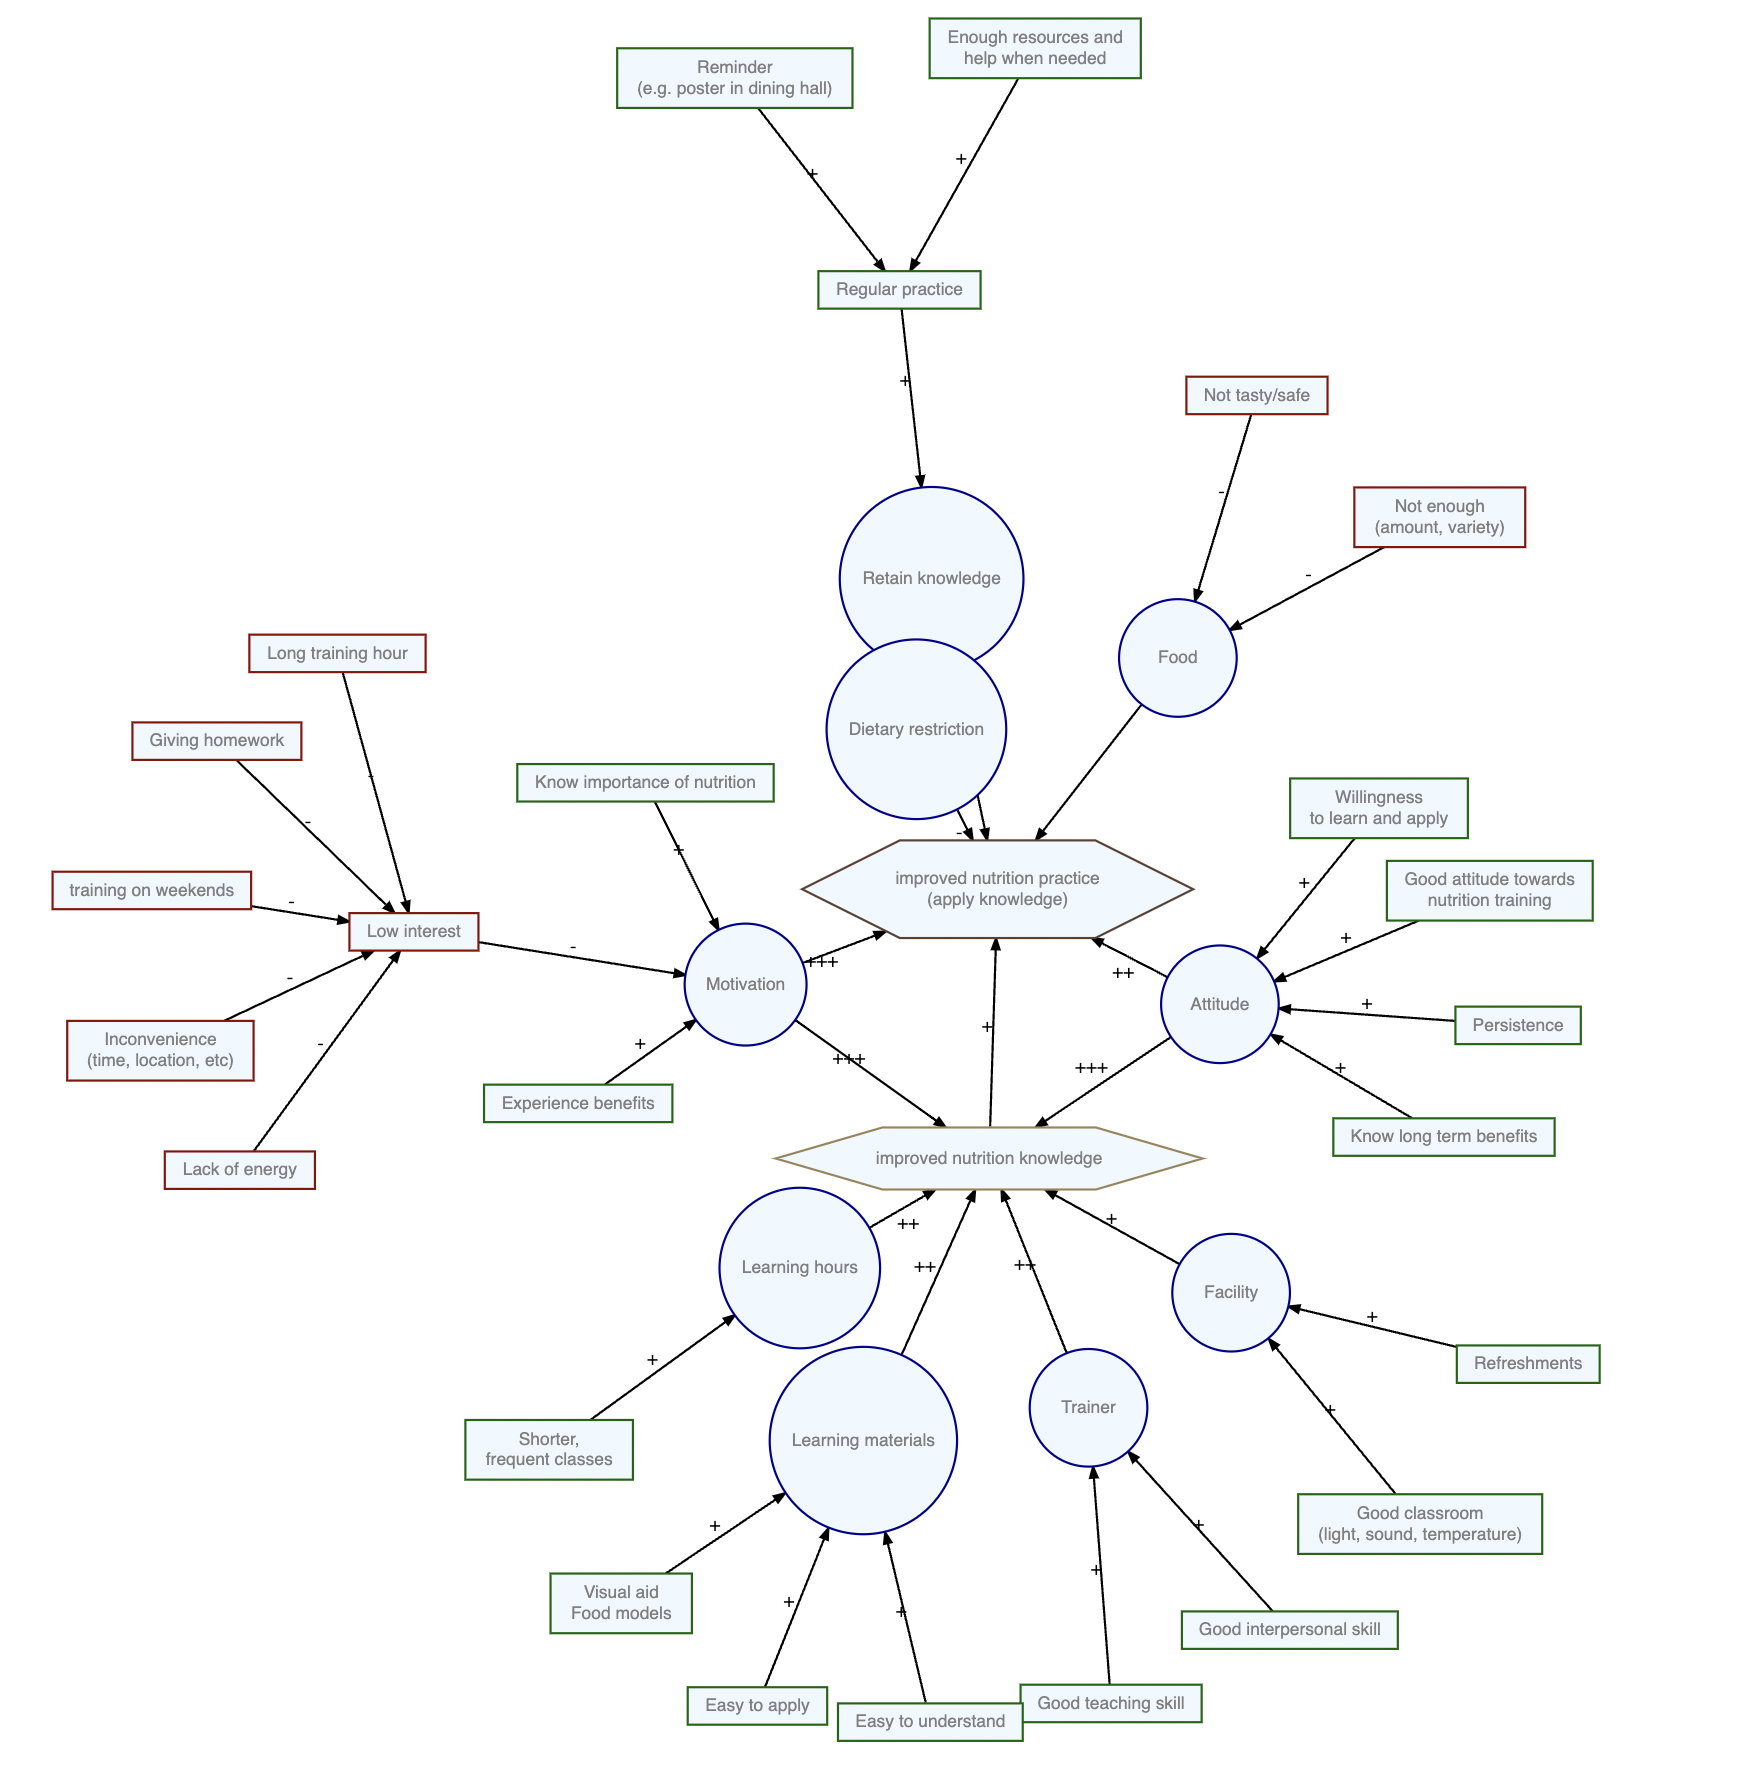 Enough resources and
help when needed
Reminder
(e.g. poster in dining hall)
+
+
Regular practice
+
Not tasty/safe
-
Not enough
(amount, variety)
-
Retain knowledge
Food
Long training hour
Giving homework
Dietary restriction
-
-
Know importance of nutrition
+
Willingness
to learn and apply
-
improved nutrition practice
(apply knowledge)
+
Good attitude towards
nutrition training
training on weekends
-
Low interest
-
+
+++
++
-
Motivation
Attitude
+
Persistence
Inconvenience
(time, location, etc)
-
+
+
+++
+++
+
Experience benefits
Know long term benefits
Lack of energy
improved nutrition knowledge
++
+
Learning hours
++
++
Facility
+
Refreshments
+
Trainer
+
Shorter,
frequent classes
Learning materials
Good classroom
(light, sound, temperature)
+
+
+
Visual aid
Food models
+
+
Good interpersonal skill
Easy to apply
Easy to understand
Good teaching skill